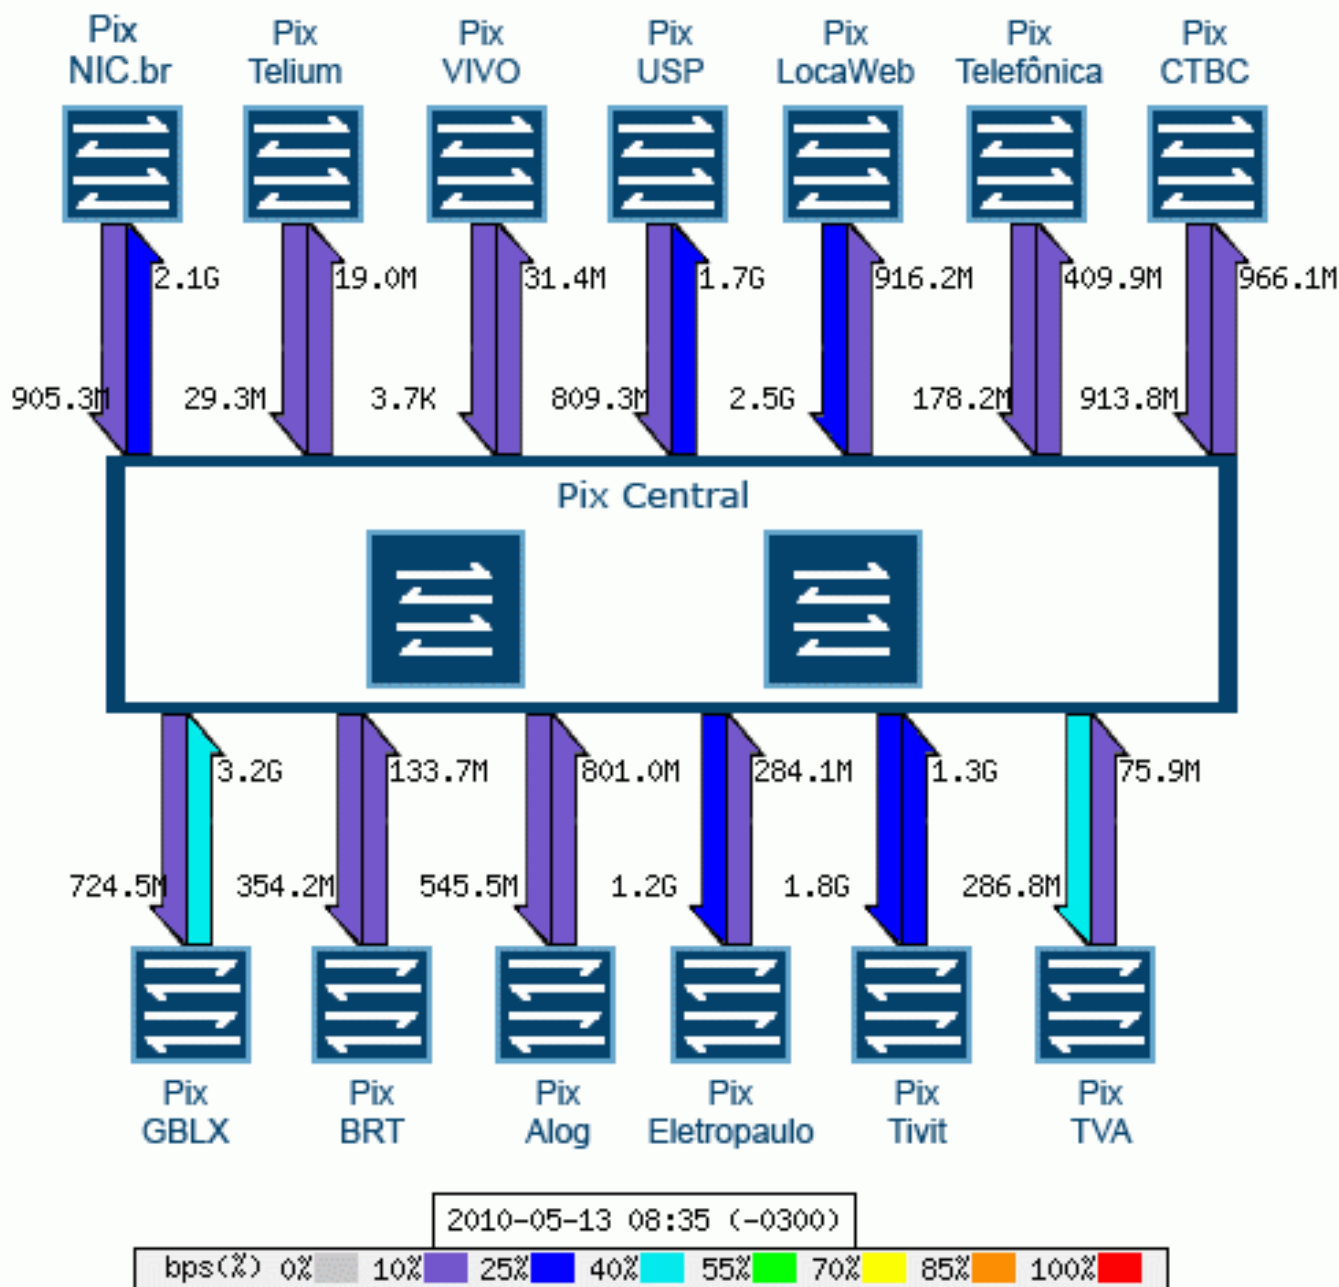 Pix Pix Pix Pix Pix Pix Pix
NIC.br Telium VIVO USP LocaWeb Telefônica CTBC
2.1G 19.0M 31.4M 1.7G 916.2M 409.9M 966.1M
905.3M 29.3M 3.7K 809.3M 2.5G 178.2M 913.8M
Pix Central
3.2G 133.7M 801.0M 284.1M 1.3G 75.9M
724.5M 354.2M 545.5M 1.2G 1.8G 286.8M
Pix Pix Pix Pix Pix Pix
GBLX BRT Alog Eletropaulo Tivit TVA
2010-05-13 08:35 (-0300)
bps(%) 0% 10% 25% 40% 55% 70% 85% 100%